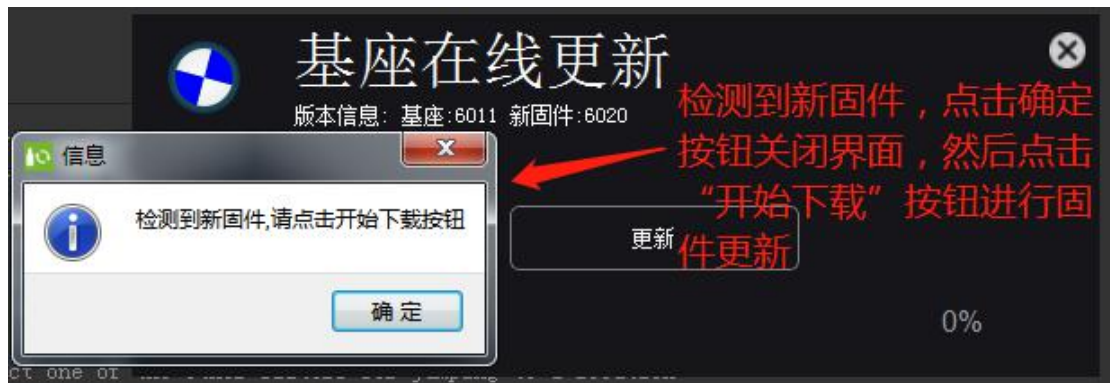 基座在线更新
版本信息: 基座:6011 新固件:6020
检测到新固件，点击确定
按钮关闭界面，然后点击
“开始下载”按钮进行固
件更新
信息
检测到新固件,请点击开始下载按钮
确定
更新
0%